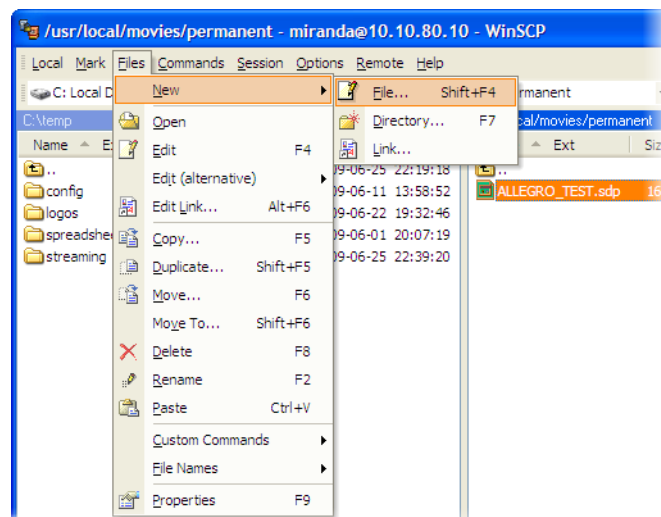 /usr/local/movies/permanent - miranda@10.10.80.10 - WinSCP
Local Mark Files Commands Session Options Remote Help
C: Local D
New
File... Shift+F4
rmanent
C:\temp
Open
Directory... F7
cal/movies/permanent
Name
Edit F4
Link...
Ext
..
Edit (alternative)
09-06-25 22:19:18
..
config
09-06-11 13:58:52
ALLEGRO_TEST.sdp 16
logos
Edit Link... Alt+F6
09-06-22 19:32:46
Copy... F5
09-06-01 20:07:19
streaming
Duplicate... Shift+F5
09-06-25 22:39:20
Move... F6
Move To... Shift+F6
Delete F8
Rename F2
Paste Ctrl+V
Custom Commands
File Names
Properties F9